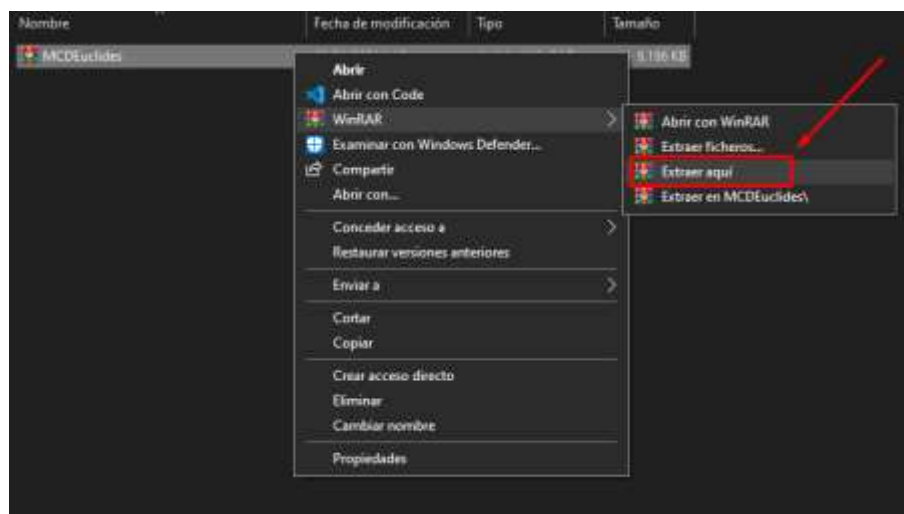 Nombre Fecha de modificación Tipo Tamaño
MCDEuclides 8.186 KB
Abrir
Abrir con Code
WinRAR
Examinar con Windows Defender...
Compartir
Abrir con...
Conceder acceso a
Restaurar versiones anteriores
Enviar a
Cortar
Copiar
Crear acceso directo
Eliminar
Cambiar nombre
Propiedades
Abrir con WinRAR
Extraer ficheros...
Extraer aquí
Extraer en MCDEuclides\